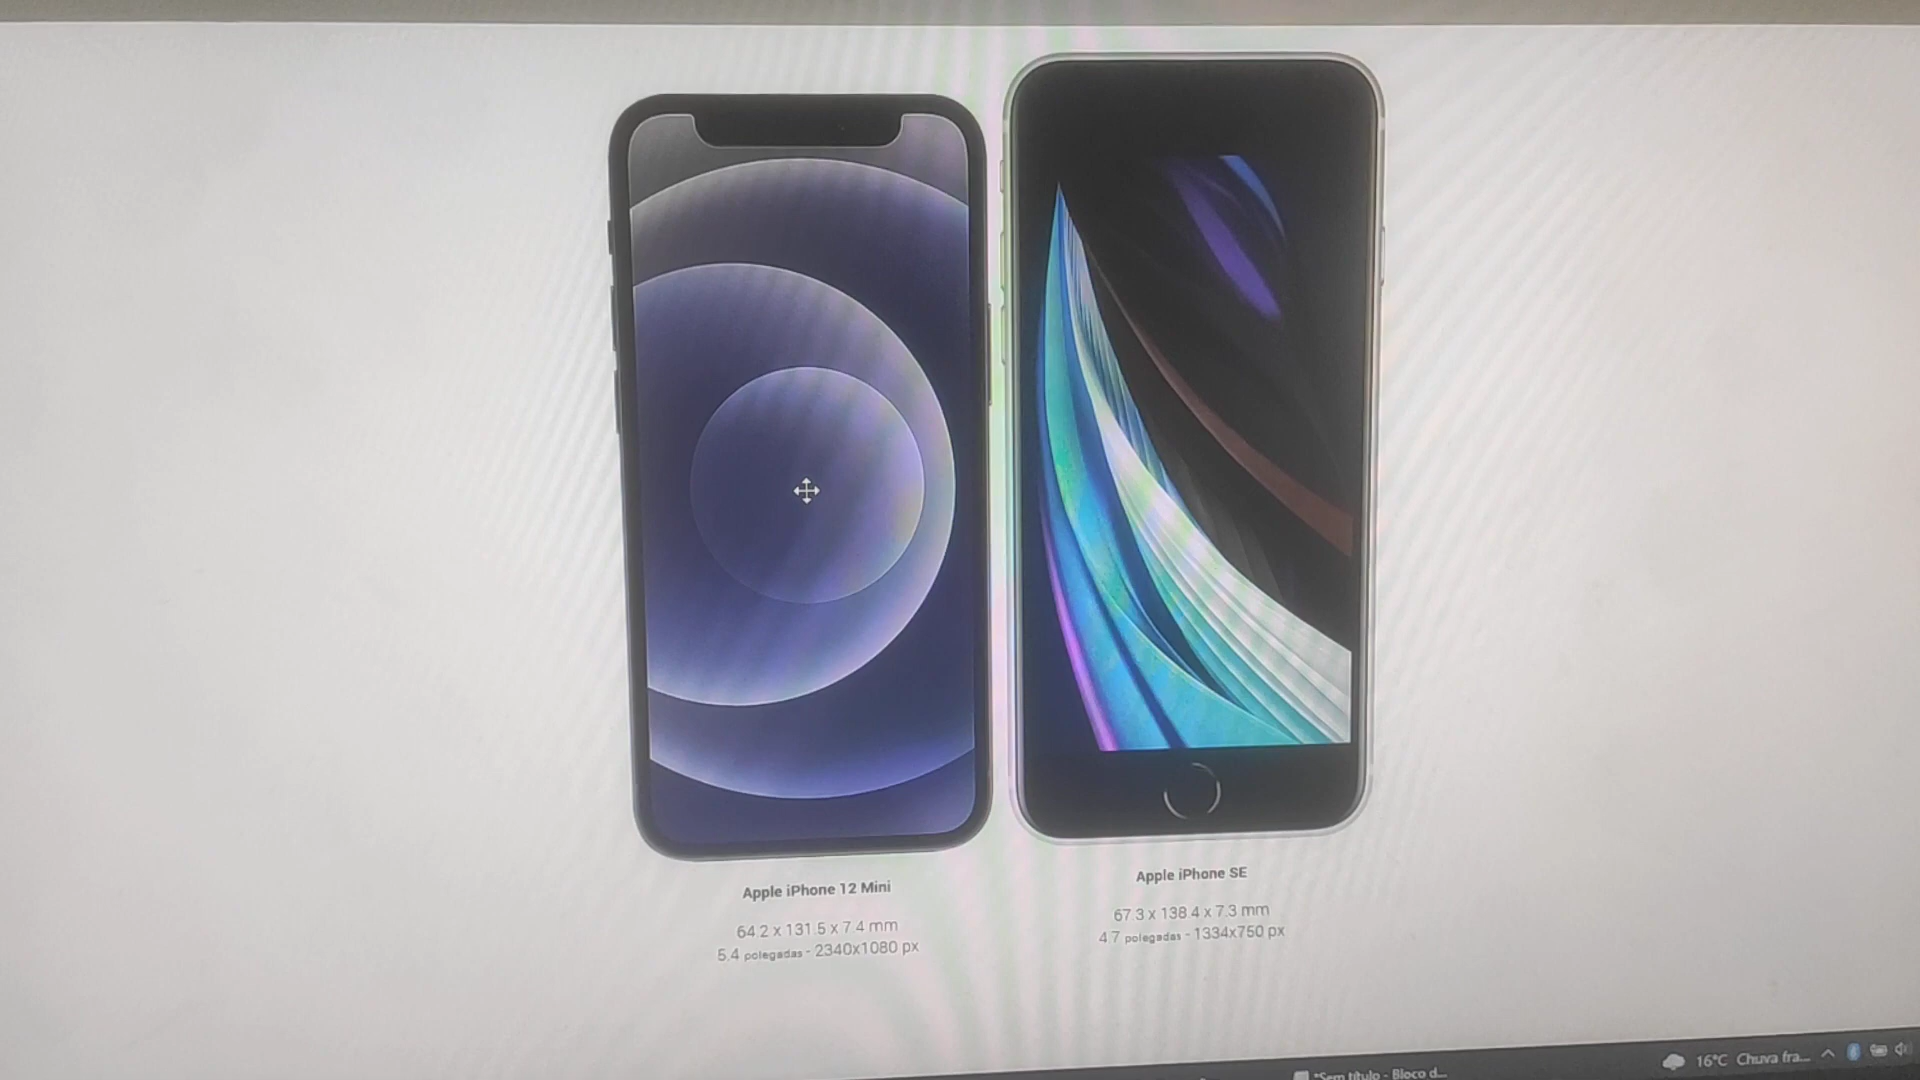 Apple iPhone 12 Mini
64.2 x 131.5 x 7.4 mm
5.4 polegadas - 2340x1080 px
Apple iPhone SE
67.3 x 138.4 x 7.3 mm
4.7 polegadas - 1334x750 px
16°C Chuva fra...
*Sem título - Bloco d...